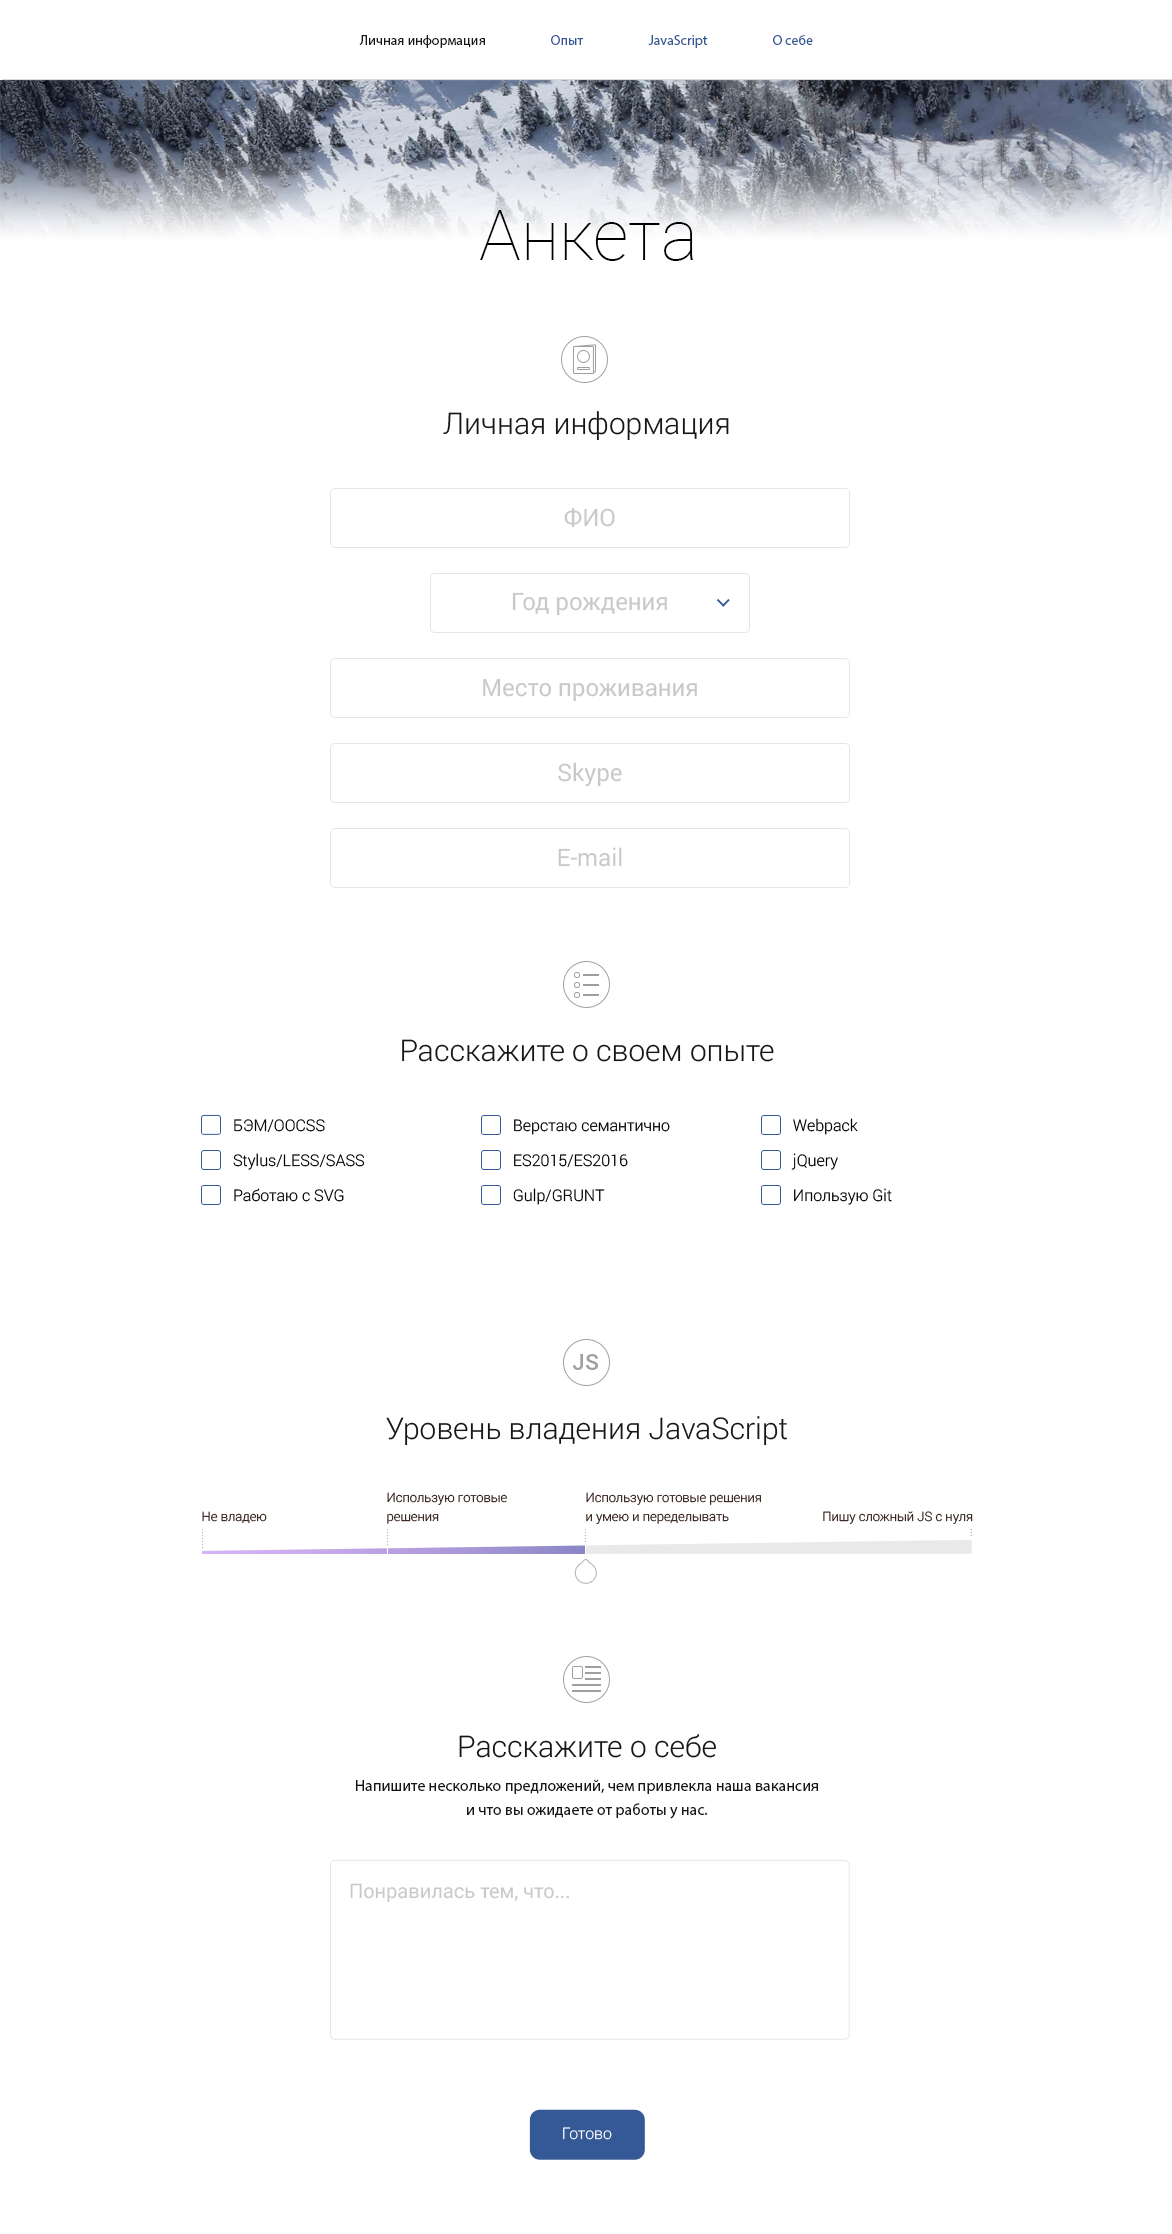 Личная информация Опыт JavaScript О себе
Анкета
Личная информация
ФИО
Год рождения
Место проживания
Skype
E-mail
Расскажите о своем опыте
БЭМ/OOCSS Верстаю семантично Webpack
Stylus/LESS/SASS ES2015/ES2016 jQuery
Работаю с SVG Gulp/GRUNT Ипользую Git
JS
Уровень владения JavaScript
Использую готовые Использую готовые решения
Не владею решения и умею и переделывать Пишу сложный JS с нуля
Расскажите о себе
Напишите несколько предложений, чем привлекла наша вакансия
и что вы ожидаете от работы у нас.
Понравилась тем, что...
Готово